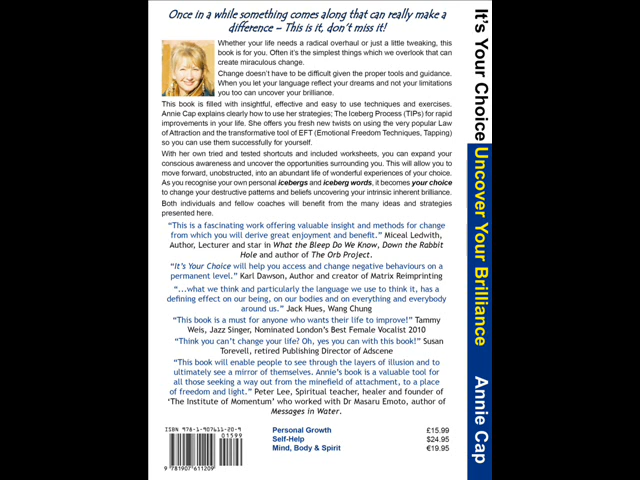 Once in a while something comes along that can really make a
difference – This is it, don't miss it!
Whether your life needs a radical overhaul or just a little tweaking, this
book is for you. Often it's the simplest things which we overlook that can
create miraculous change.
Change doesn't have to be difficult given the proper tools and guidance.
When you let your language reflect your dreams and not your limitations
you too can uncover your brilliance.
This book is filled with insightful, effective and easy to use techniques and exercises.
Annie Cap explains clearly how to use her strategies; The Iceberg Process (TIPs) for rapid
improvements in your life. She offers you fresh new twists on using the very popular Law
of Attraction and the transformative tool of EFT (Emotional Freedom Techniques, Tapping)
so you can use them successfully for yourself.
With her own tried and tested shortcuts and included worksheets, you can expand your
conscious awareness and uncover the opportunities surrounding you. This will allow you to
move forward, unobstructed, into an abundant life of wonderful experiences of your choice.
As you recognise your own personal icebergs and iceberg words, it becomes your choice
to change your destructive patterns and beliefs uncovering your intrinsic inherent brilliance.
Both individuals and fellow coaches will benefit from the many ideas and strategies
presented here.
"This is a fascinating work offering valuable insight and methods for change
from which you will derive great enjoyment and benefit." Miceal Ledwith,
Author, Lecturer and star in What the Bleep Do We Know, Down the Rabbit
Hole and author of The Orb Project.
"It's Your Choice will help you access and change negative behaviours on a
permanent level." Karl Dawson, Author and creator of Matrix Reimprinting
"...what we think and particularly the language we use to think it, has a
defining effect on our being, on our bodies and on everything and everybody
around us." Jack Hues, Wang Chung
"This book is a must for anyone who wants their life to improve!" Tammy
Weis, Jazz Singer, Nominated London's Best Female Vocalist 2010
"Think you can't change your life? Oh, yes you can with this book!" Susan
Torevell, retired Publishing Director of Adscene
"This book will enable people to see through the layers of illusion and to
ultimately see a mirror of themselves. Annie's book is a valuable tool for
all those seeking a way out from the minefield of attachment, to a place
of freedom and light." Peter Lee, Spiritual teacher, healer and founder of
'The Institute of Momentum' who worked with Dr Masaru Emoto, author of
Messages in Water.
ISBN 978-1-907611-20-9
01599
9 781907 611209
Personal Growth £15.99
Self-Help $24.95
Mind, Body & Spirit €19.95
It's Your Choice Uncover Your Brilliance Annie Cap